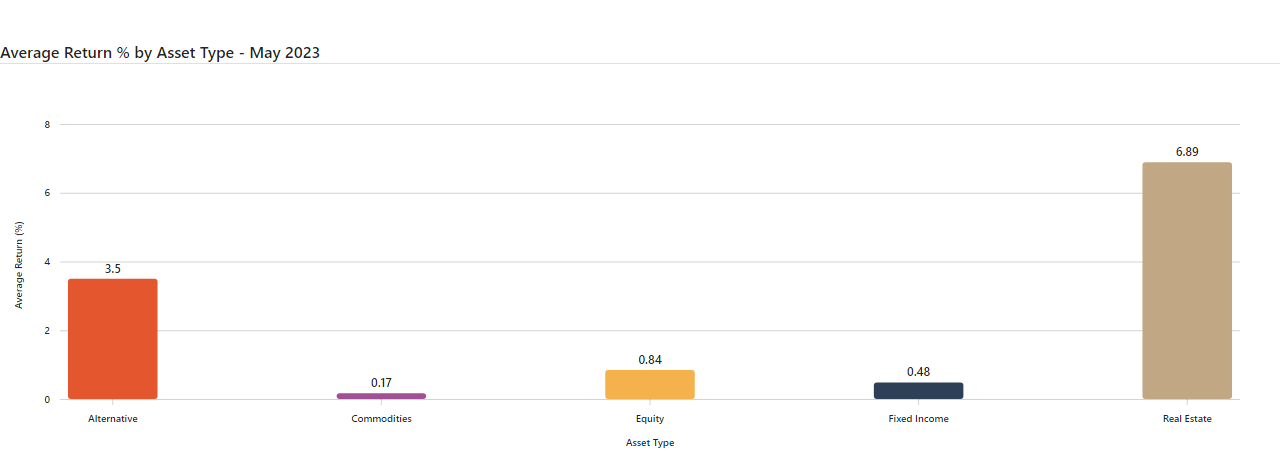 Average Return % by Asset Type - May 2023
8
6
4
2
0
Average Return (%)
3.5
0.17
0.84
0.48
6.89
Alternative
Commodities
Equity
Fixed Income
Real Estate
Asset Type